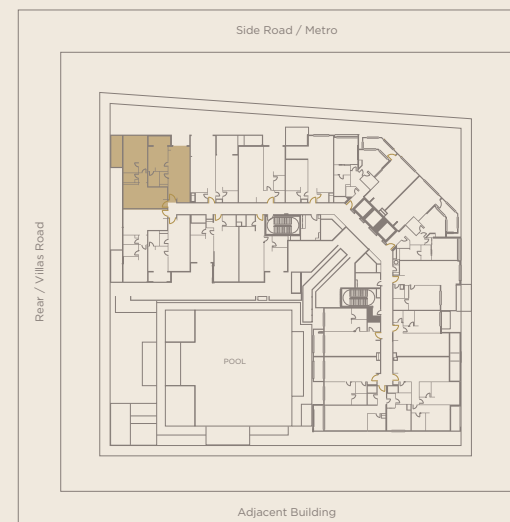 Side Road / Metro
Rear / Villas Road
POOL
Adjacent Building